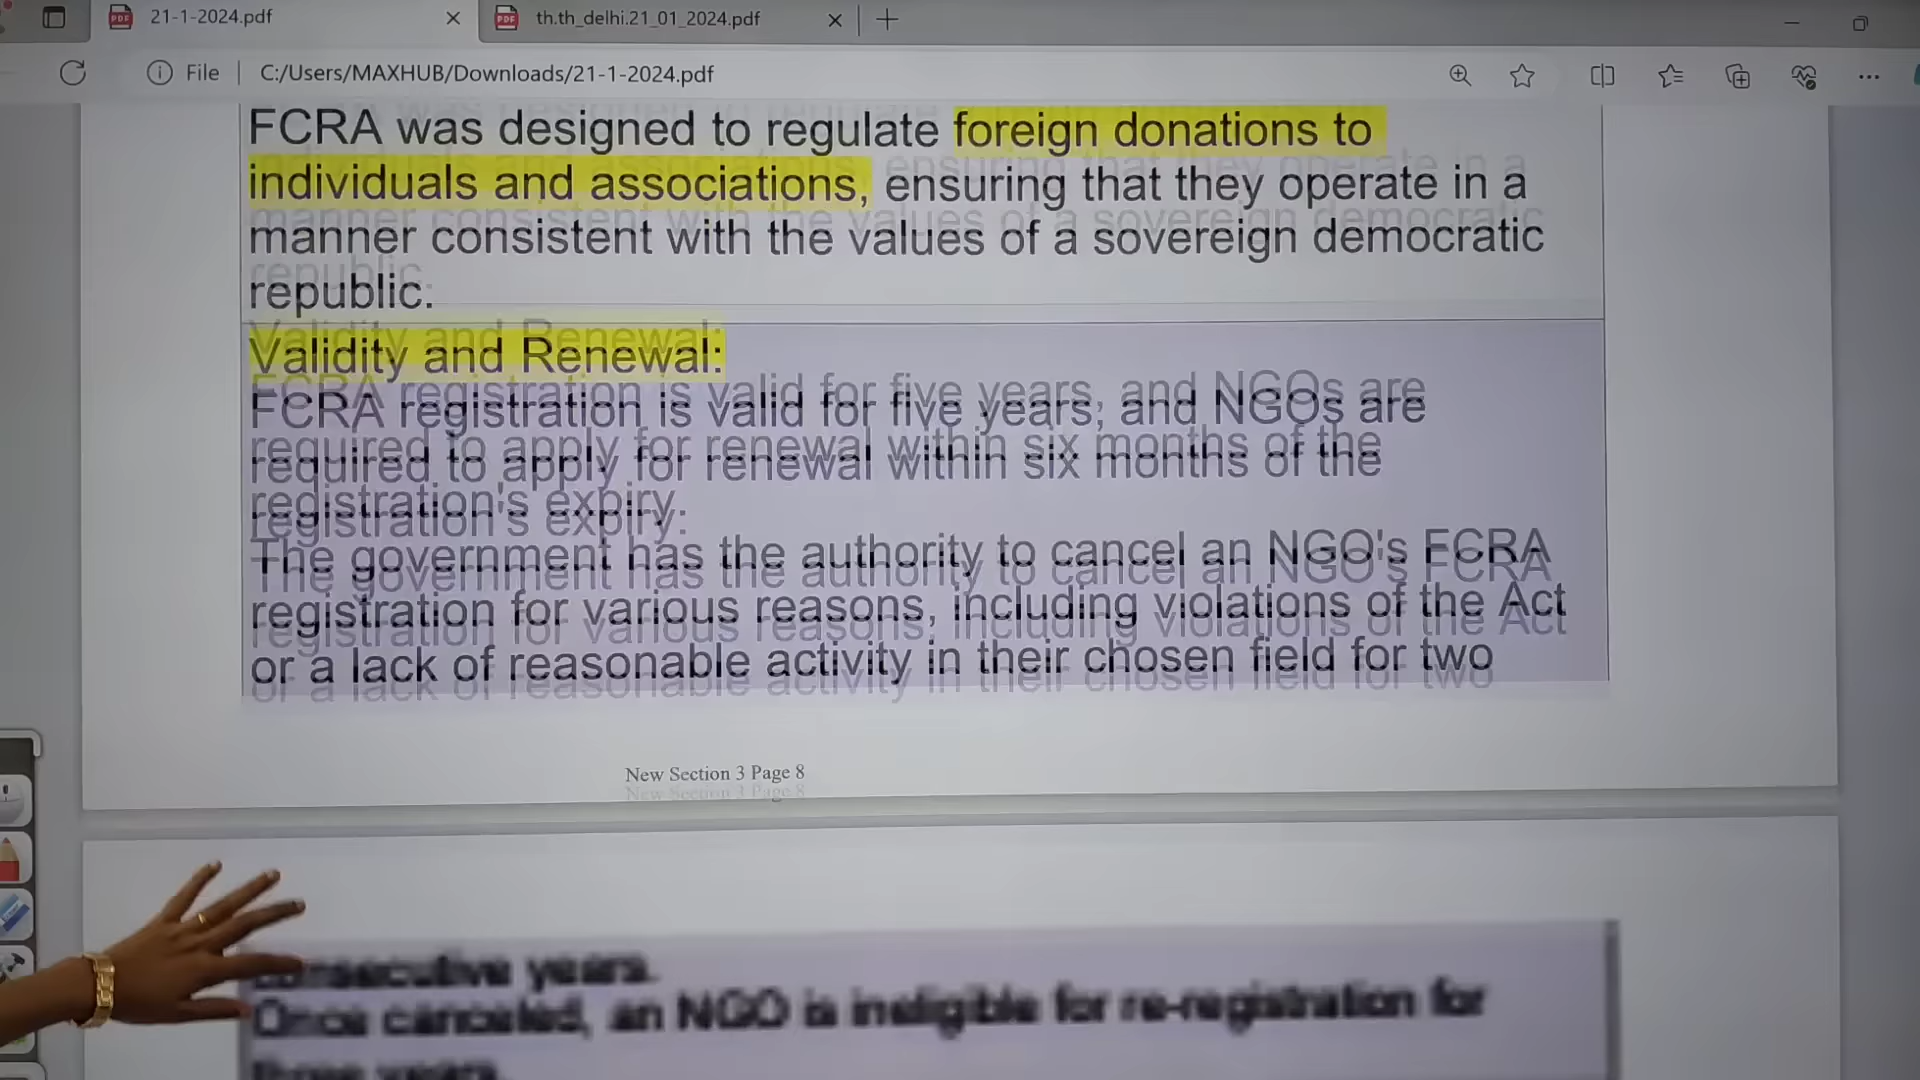 21-1-2024.pdf
th.th_delhi.21_01_2024.pdf
File
C:/Users/MAXHUB/Downloads/21-1-2024.pdf
FCRA was designed to regulate foreign donations to
individuals and associations, ensuring that they operate in a
manner consistent with the values of a sovereign democratic
republic.
Validity and Renewal:
FCRA registration is valid for five years, and NGOs are
required to apply for renewal within six months of the
registration's expiry.
The government has the authority to cancel an NGO's FCRA
registration for various reasons, including violations of the Act
or a lack of reasonable activity in their chosen field for two
New Section 3 Page 8
consecutive years.
Once canceled, an NGO is ineligible for re-registration for
three years.